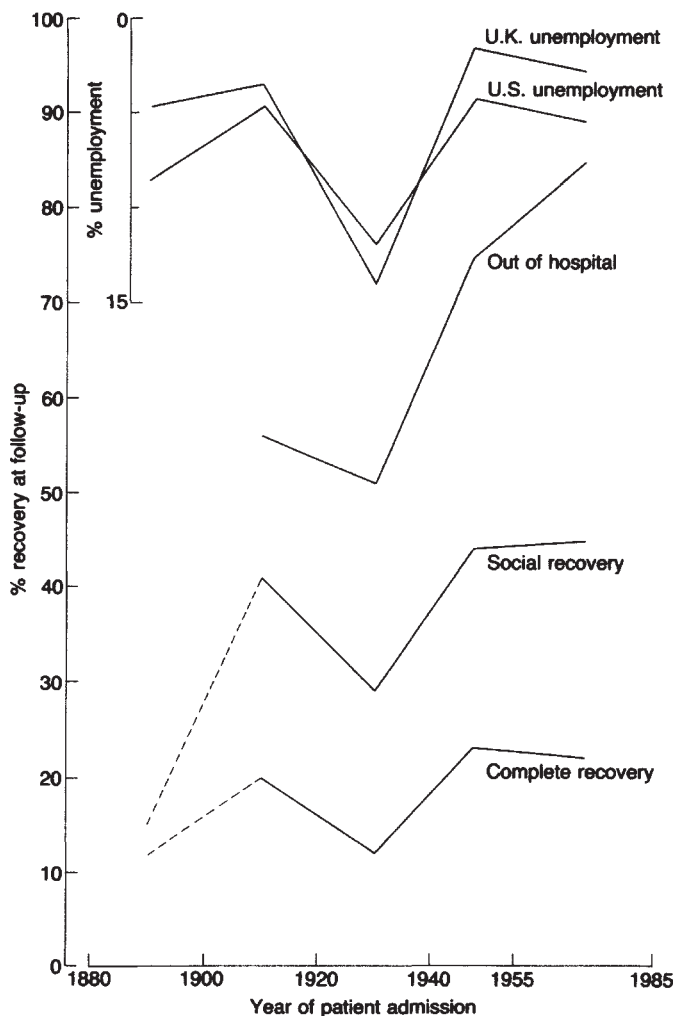 100
90
80
70
60
50
40
30
20
10
0
% recovery at follow-up
0
15
% unemployment
U.K. unemployment
U.S. unemployment
Out of hospital
Social recovery
Complete recovery
1880 1900 1920 1940 1955 1985
Year of patient admission